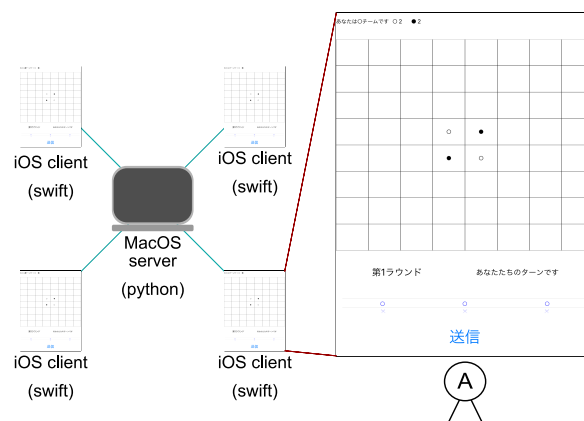 あなたは○チームです ○ 2 ● 2
iOS client
(swift)
iOS client
(swift)
MacOS
server
(python)
第1ラウンド あなたたちのターンです
送信
iOS client
(swift)
iOS client
(swift)
A